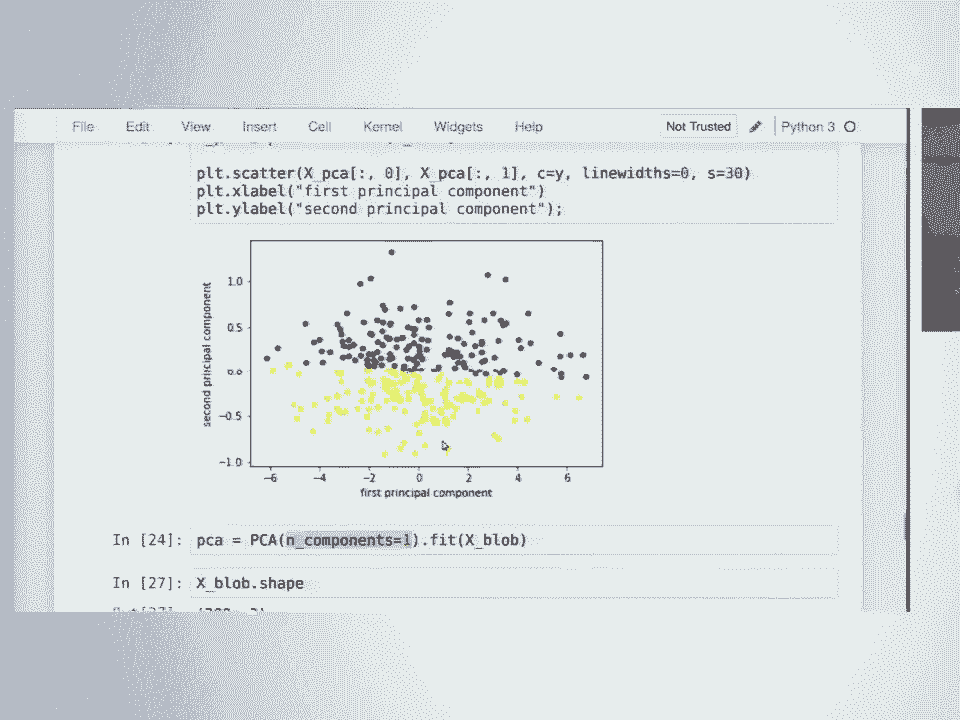 File Edit View Insert Cell Kernel Widgets Help Not Trusted Python 3
plt.scatter(X_pca[:, 0], X_pca[:, 1], c=y, linewidths=0, s=30)
plt.xlabel("first principal component")
plt.ylabel("second principal component");
second principal component
1.0
0.5
0.0
−0.5
−1.0
−6 −4 −2 0 2 4 6
first principal component
In [24]: pca = PCA(n_components=1).fit(X_blob)
In [27]: X_blob.shape